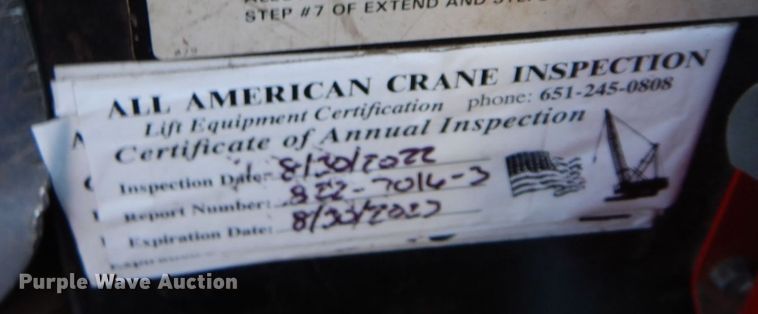 STEP #7 OF EXTEND AND
ALL AMERICAN CRANE INSPECTION
Lift Equipment Certification phone: 651-245-0808
Certificate of Annual Inspection
Inspection Date: 8/30/2022
Report Number: 822-7016-3
Expiration Date: 8/30/2023
Purple Wave Auction